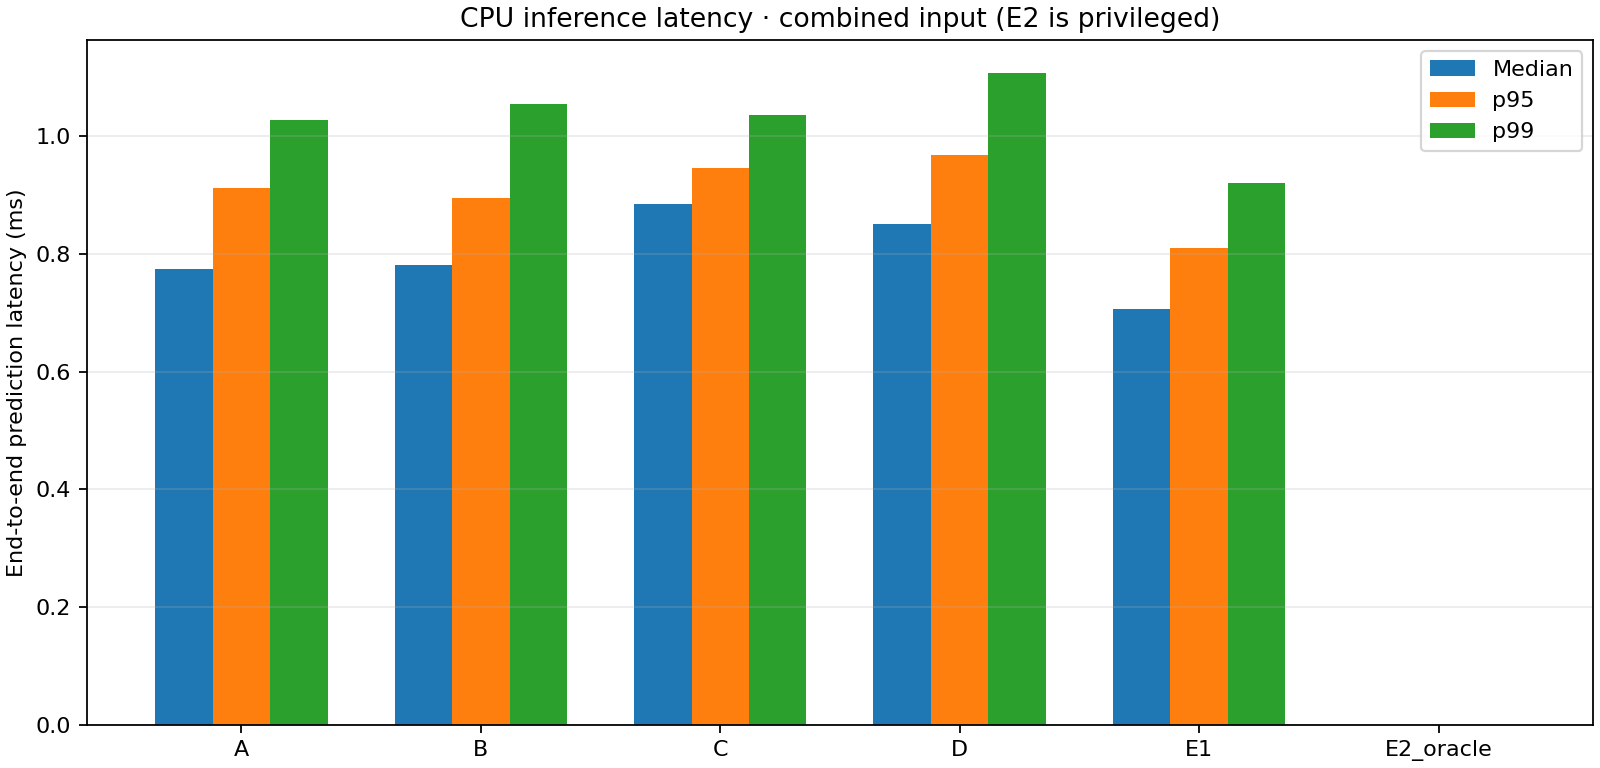 CPU inference latency · combined input (E2 is privileged)
Median
p95
p99
End-to-end prediction latency (ms)
1.0
0.8
0.6
0.4
0.2
0.0
A
B
C
D
E1
E2_oracle